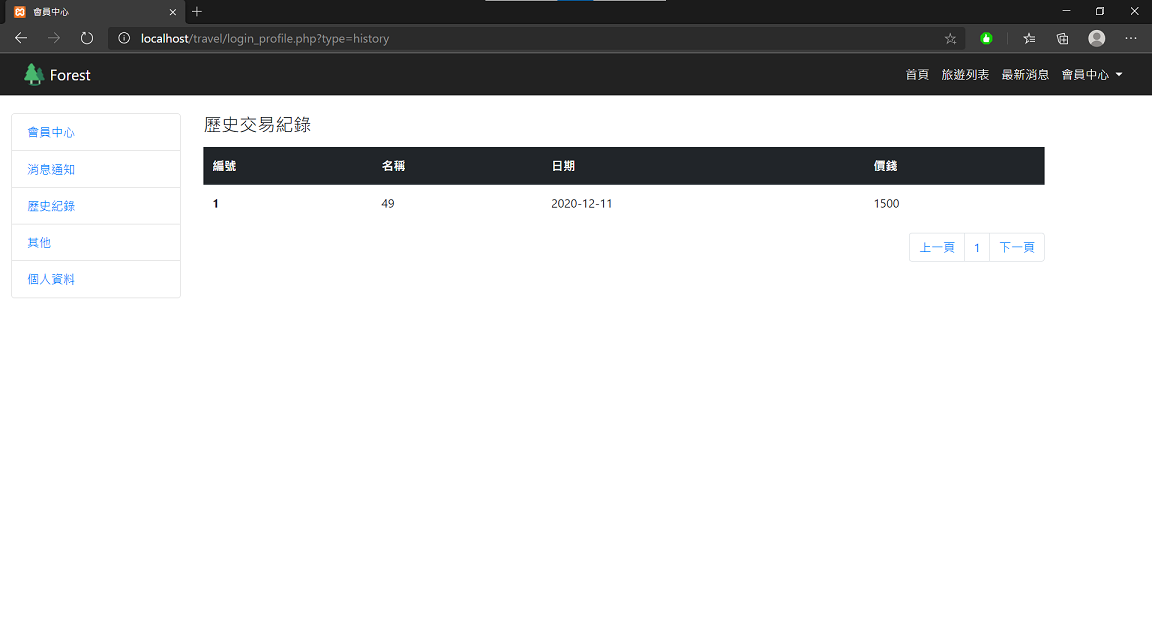 會員中心
localhost/travel/login_profile.php?type=history
Forest
首頁 旅遊列表 最新消息 會員中心
會員中心
消息通知
歷史紀錄
其他
個人資料
歷史交易紀錄
編號 名稱 日期 價錢
1 49 2020-12-11 1500
上一頁 1 下一頁